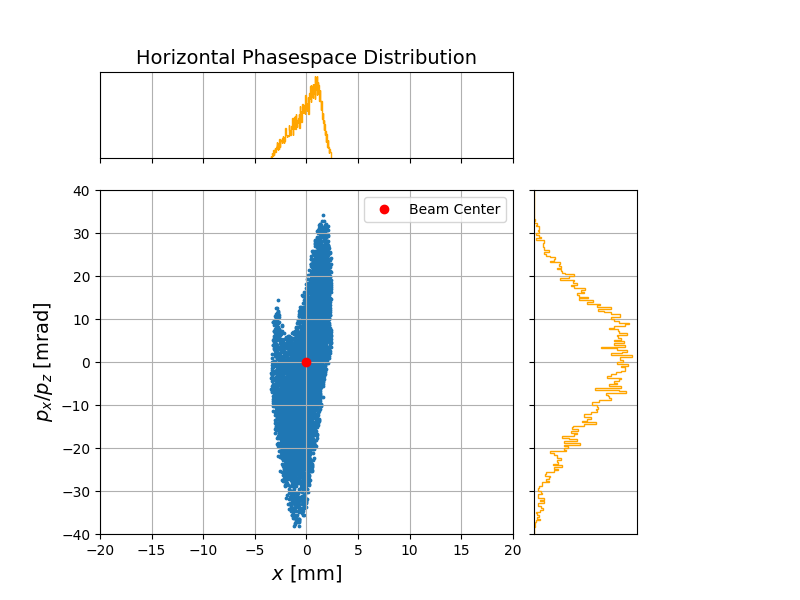 Horizontal Phasespace Distribution
40
30
20
10
0
−10
−20
−30
−40
p_x/p_z [mrad]
Beam Center
−20 −15 −10 −5 0 5 10 15 20
x [mm]